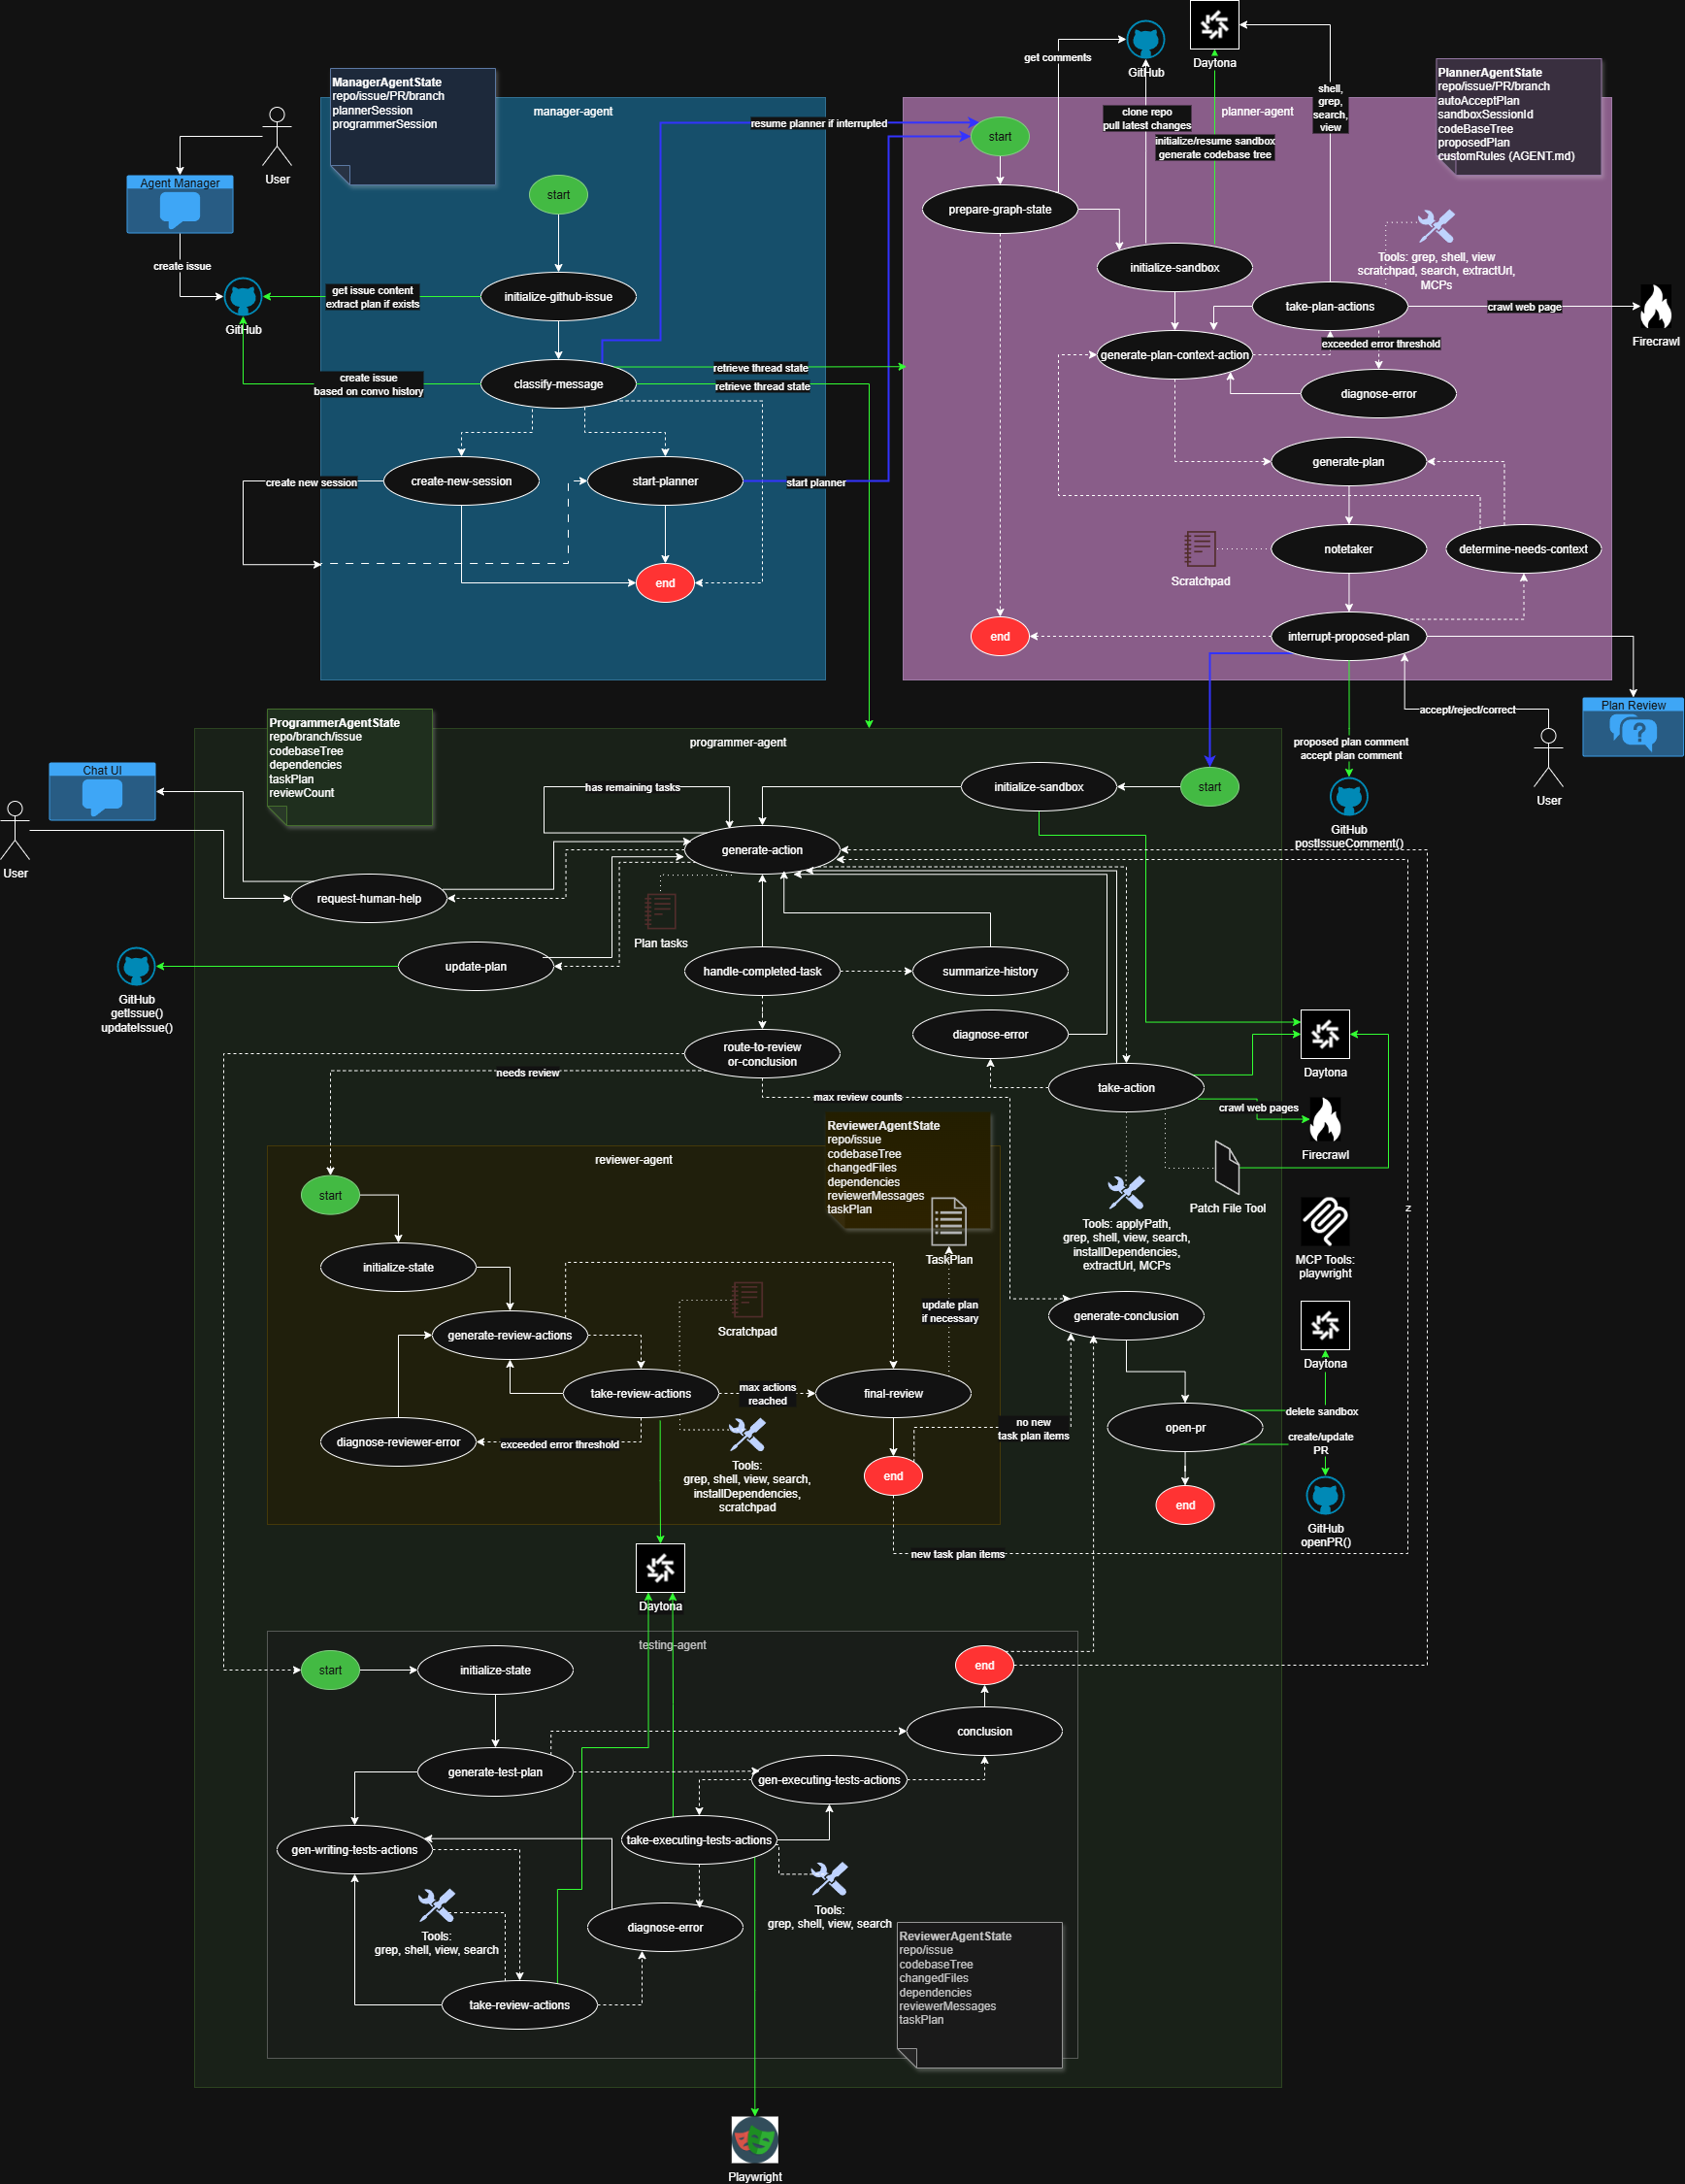 ManagerAgentState
repo/issue/PR/branch
plannerSession
programmerSession
manager-agent
User
Agent Manager
create issue
GitHub
get issue content
extract plan if exists
create issue
based on convo history
start
initialize-github-issue
classify-message
create-new-session
start-planner
create new session
end
resume planner if interrupted
retrieve thread state
retrieve thread state
start planner
get comments
GitHub
Daytona
clone repo
pull latest changes
initialize/resume sandbox
generate codebase tree
shell,
grep,
search,
view
planner-agent
PlannerAgentState
repo/issue/PR/branch
autoAcceptPlan
sandboxSessionId
codeBaseTree
proposedPlan
customRules (AGENT.md)
start
prepare-graph-state
initialize-sandbox
Tools: grep, shell, view
scratchpad, search, extractUrl,
MCPs
take-plan-actions
crawl web page
Firecrawl
exceeded error threshold
generate-plan-context-action
diagnose-error
generate-plan
notetaker
determine-needs-context
Scratchpad
end
interrupt-proposed-plan
accept/reject/correct
Plan Review
User
proposed plan comment
accept plan comment
GitHub
postIssueComment()
ProgrammerAgentState
repo/branch/issue
codebaseTree
dependencies
taskPlan
reviewCount
programmer-agent
Chat UI
User
has remaining tasks
initialize-sandbox
start
generate-action
request-human-help
Plan tasks
update-plan
GitHub
getIssue()
updateIssue()
handle-completed-task
summarize-history
diagnose-error
route-to-review
or-conclusion
needs review
max review counts
take-action
Daytona
crawl web pages
Firecrawl
Patch File Tool
Tools: applyPath,
grep, shell, view, search,
installDependencies,
extractUrl, MCPs
MCP Tools:
playwright
z
ReviewerAgentState
repo/issue
codebaseTree
changedFiles
dependencies
reviewerMessages
taskPlan
reviewer-agent
TaskPlan
update plan
if necessary
start
initialize-state
generate-review-actions
Scratchpad
take-review-actions
max actions
reached
final-review
diagnose-reviewer-error
exceeded error threshold
Tools:
grep, shell, view, search,
installDependencies,
scratchpad
end
no new
task plan items
new task plan items
generate-conclusion
open-pr
end
Daytona
delete sandbox
create/update
PR
GitHub
openPR()
Daytona
testing-agent
start
initialize-state
end
conclusion
generate-test-plan
gen-executing-tests-actions
gen-writing-tests-actions
take-executing-tests-actions
Tools:
grep, shell, view, search
diagnose-error
Tools:
grep, shell, view, search
take-review-actions
ReviewerAgentState
repo/issue
codebaseTree
changedFiles
dependencies
reviewerMessages
taskPlan
Playwright